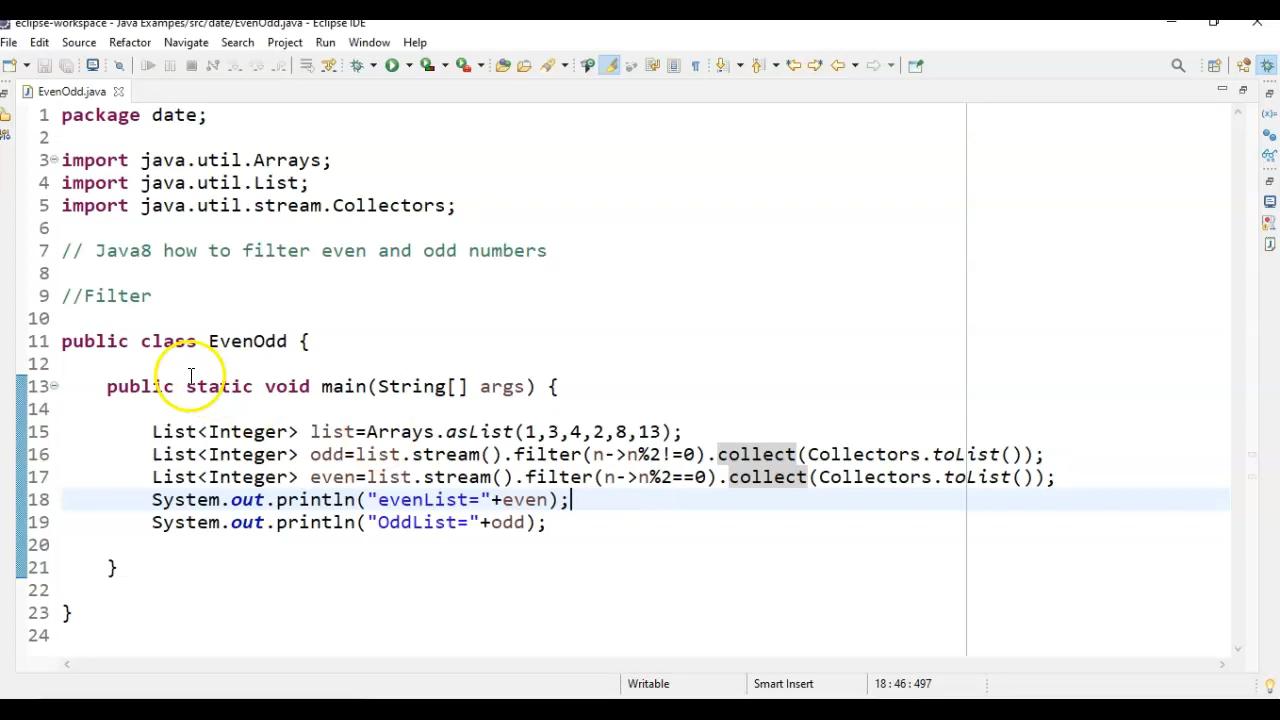 eclipse-workspace - Java Exampes/src/date/EvenOdd.java - Eclipse IDE
File Edit Source Refactor Navigate Search Project Run Window Help
EvenOdd.java
1 package date;
2
3 import java.util.Arrays;
4 import java.util.List;
5 import java.util.stream.Collectors;
6
7 // Java8 how to filter even and odd numbers
8
9 //Filter
10
11 public class EvenOdd {
12
13 public static void main(String[] args) {
14
15 List<Integer> list=Arrays.asList(1,3,4,2,8,13);
16 List<Integer> odd=list.stream().filter(n->n%2!=0).collect(Collectors.toList());
17 List<Integer> even=list.stream().filter(n->n%2==0).collect(Collectors.toList());
18 System.out.println("evenList="+even);
19 System.out.println("OddList="+odd);
20
21 }
22
23 }
24
Writable Smart Insert 18 : 46 : 497